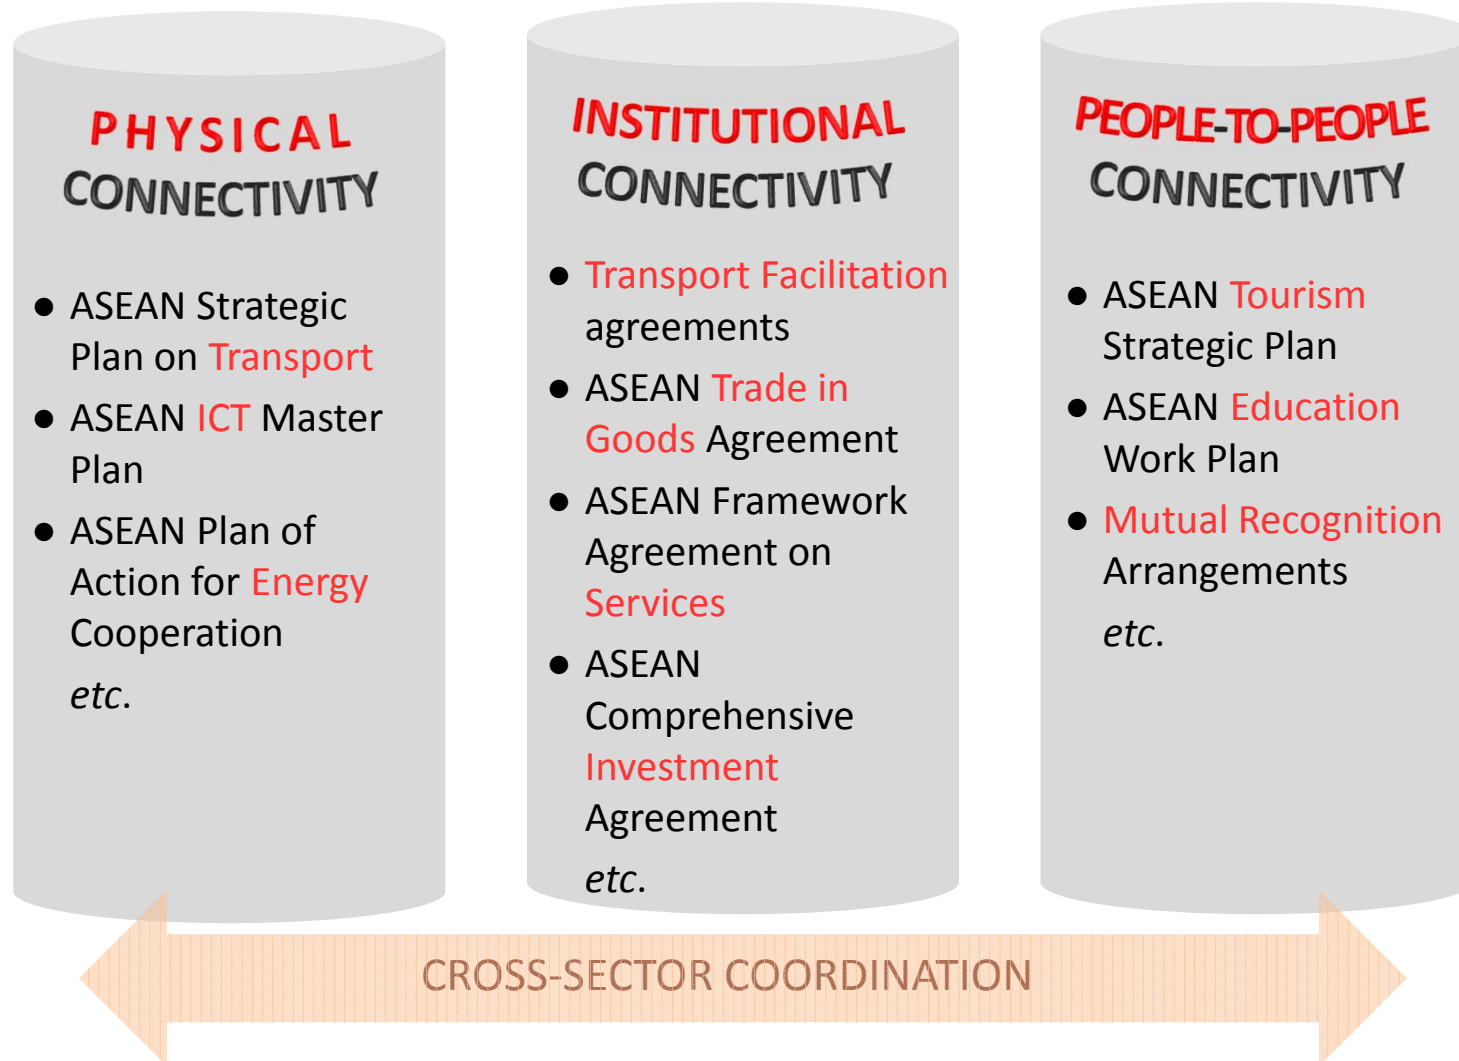 PHYSICAL
CONNECTIVITY
● ASEAN Strategic
Plan on Transport
● ASEAN ICT Master
Plan
● ASEAN Plan of
Action for Energy
Cooperation
etc.
INSTITUTIONAL
CONNECTIVITY
● Transport Facilitation
agreements
● ASEAN Trade in
Goods Agreement
● ASEAN Framework
Agreement on
Services
● ASEAN
Comprehensive
Investment
Agreement
etc.
PEOPLE-TO-PEOPLE
CONNECTIVITY
● ASEAN Tourism
Strategic Plan
● ASEAN Education
Work Plan
● Mutual Recognition
Arrangements
etc.
CROSS-SECTOR COORDINATION